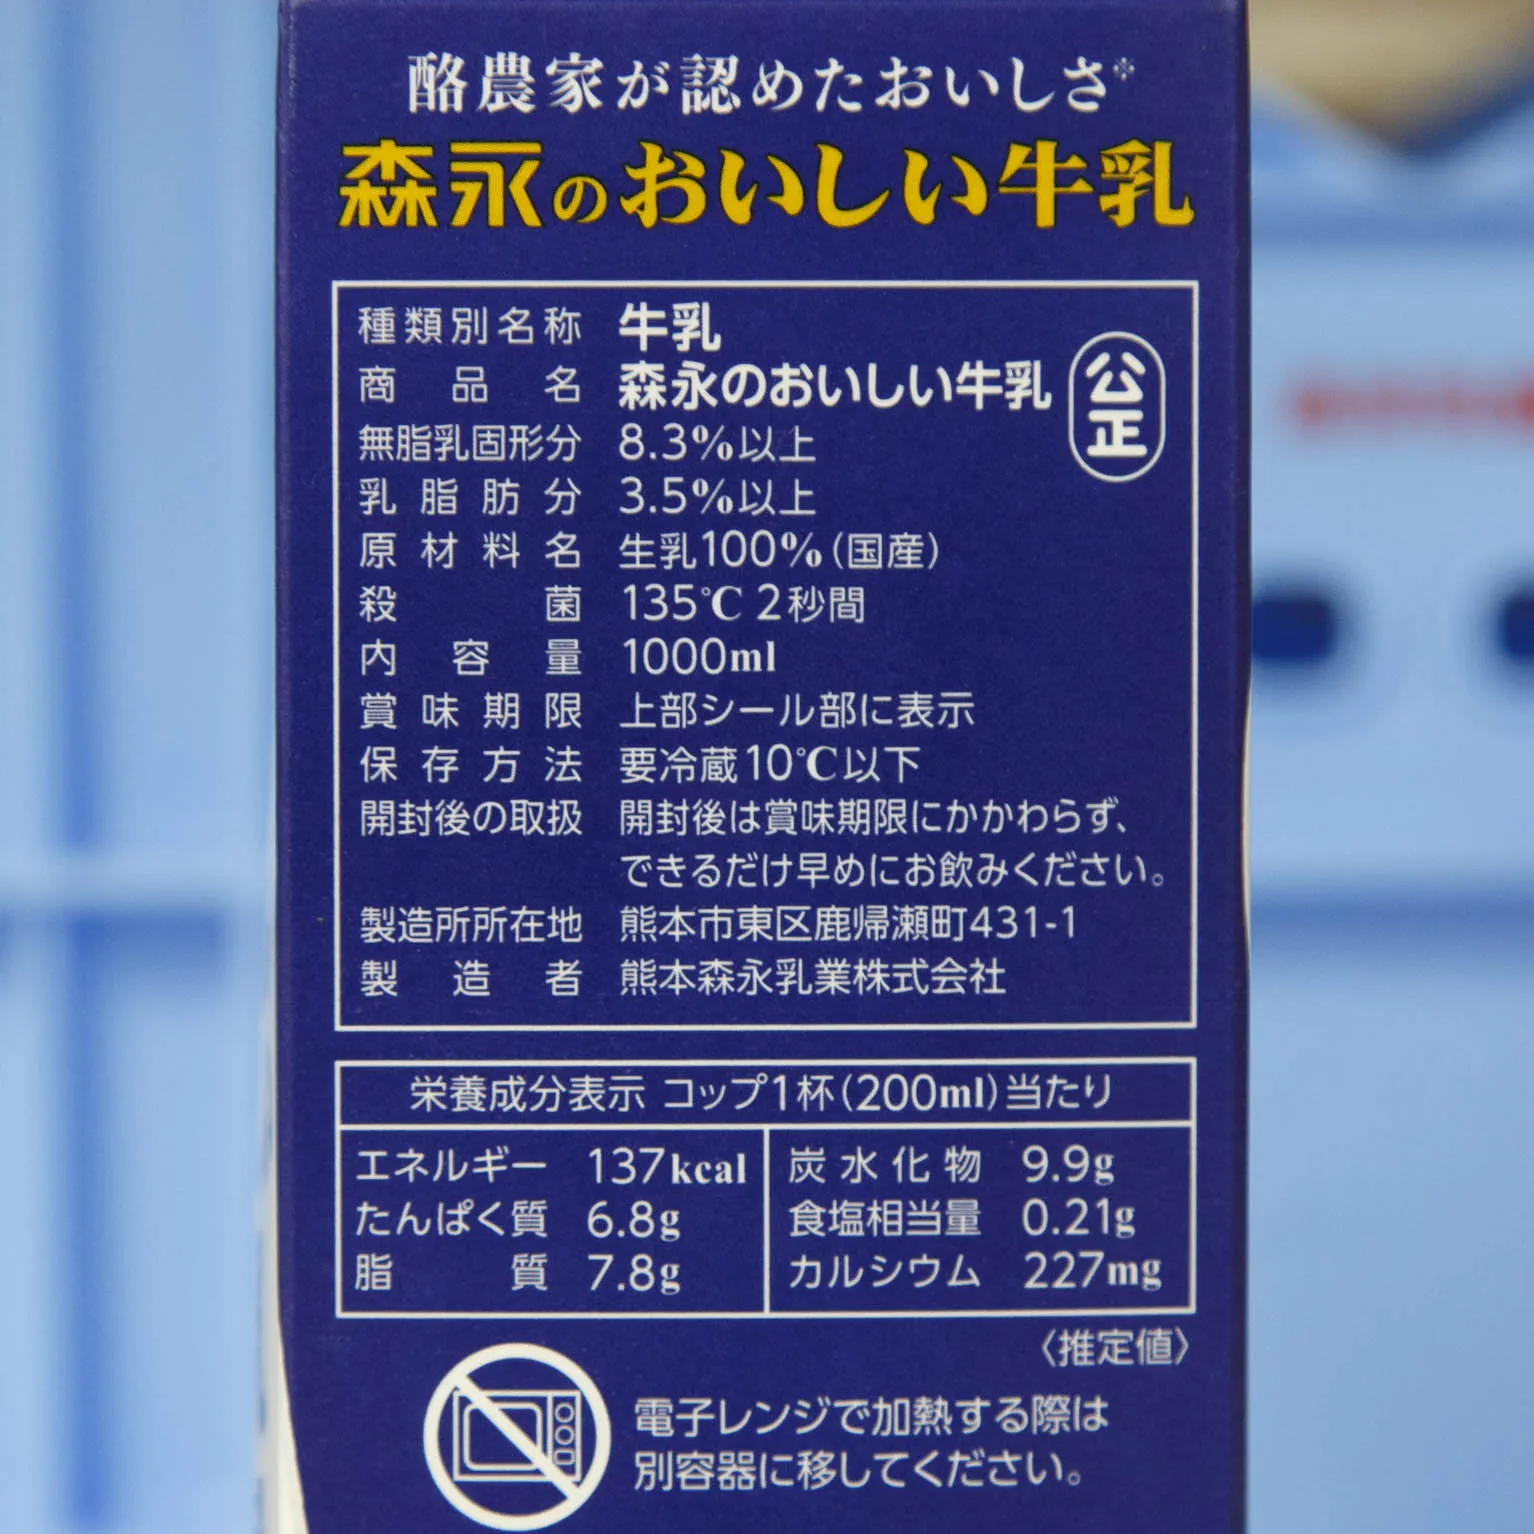 酪農家が認めたおいしさ※
森永のおいしい牛乳
種類別名称 牛乳
商品名 森永のおいしい牛乳
公正
無脂乳固形分 8.3%以上
乳脂肪分 3.5%以上
原材料名 生乳100%(国産)
殺菌 135℃ 2秒間
内容量 1000ml
賞味期限 上部シール部に表示
保存方法 要冷蔵10℃以下
開封後の取扱 開封後は賞味期限にかかわらず、
できるだけ早めにお飲みください。
製造所所在地 熊本市東区鹿帰瀬町431-1
製造者 熊本森永乳業株式会社
栄養成分表示 コップ1杯(200ml)当たり
エネルギー 137kcal 炭水化物 9.9g
たんぱく質 6.8g 食塩相当量 0.21g
脂質 7.8g カルシウム 227mg
〈推定値〉
電子レンジで加熱する際は
別容器に移してください。